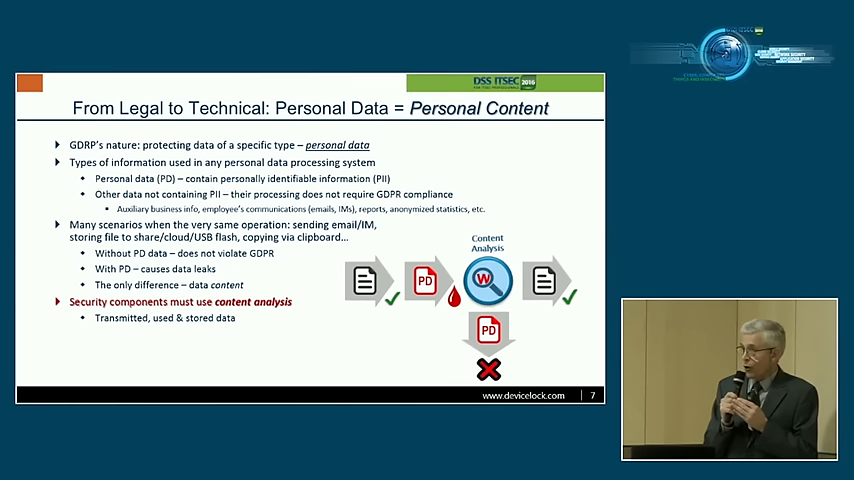 DSS ITSEC 2016
From Legal to Technical: Personal Data = Personal Content
GDRP's nature: protecting data of a specific type – personal data
Types of information used in any personal data processing system
Personal data (PD) – contain personally identifiable information (PII)
Other data not containing PII – their processing does not require GDPR compliance
Auxiliary business info, employee's communications (emails, IMs), reports, anonymized statistics, etc.
Many scenarios when the very same operation: sending email/IM,
storing file to share/cloud/USB flash, copying via clipboard...
Without PD data – does not violate GDPR
With PD – causes data leaks
The only difference – data content
Security components must use content analysis
Transmitted, used & stored data
Content
Analysis
PD
W
PD
www.devicelock.com
7